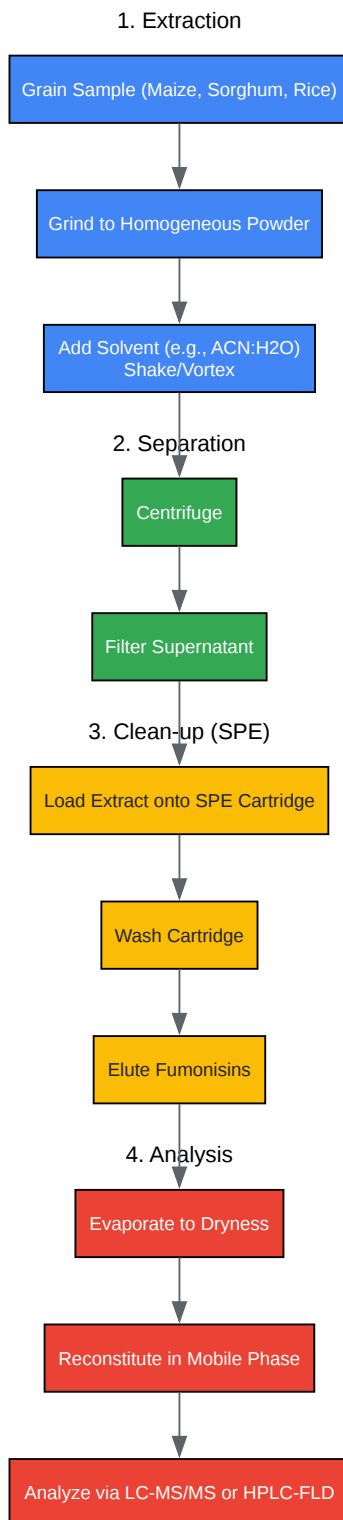 1. Extraction
Grain Sample (Maize, Sorghum, Rice)
Grind to Homogeneous Powder
Add Solvent (e.g., ACN:H2O)
Shake/Vortex
2. Separation
Centrifuge
Filter Supernatant
3. Clean-up (SPE)
Load Extract onto SPE Cartridge
Wash Cartridge
Elute Fumonisins
4. Analysis
Evaporate to Dryness
Reconstitute in Mobile Phase
Analyze via LC-MS/MS or HPLC-FLD